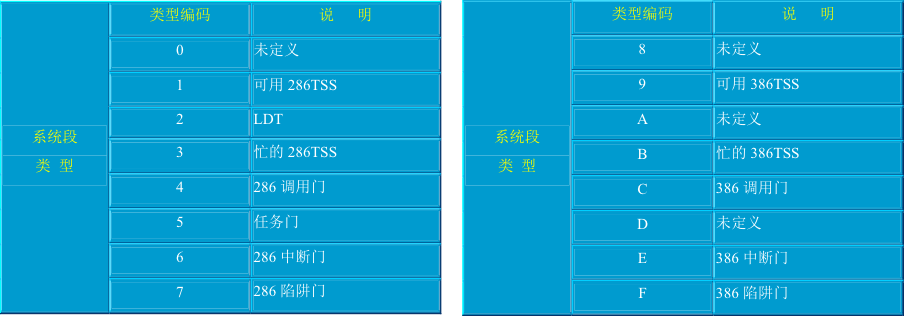 类型编码 说 明
0 未定义
1 可用 286TSS
2 LDT
系统段
3 忙的 286TSS
类 型
4 286 调用门
5 任务门
6 286 中断门
7 286 陷阱门
类型编码 说 明
8 未定义
9 可用 386TSS
A 未定义
系统段
B 忙的 386TSS
类 型
C 386 调用门
D 未定义
E 386 中断门
F 386 陷阱门